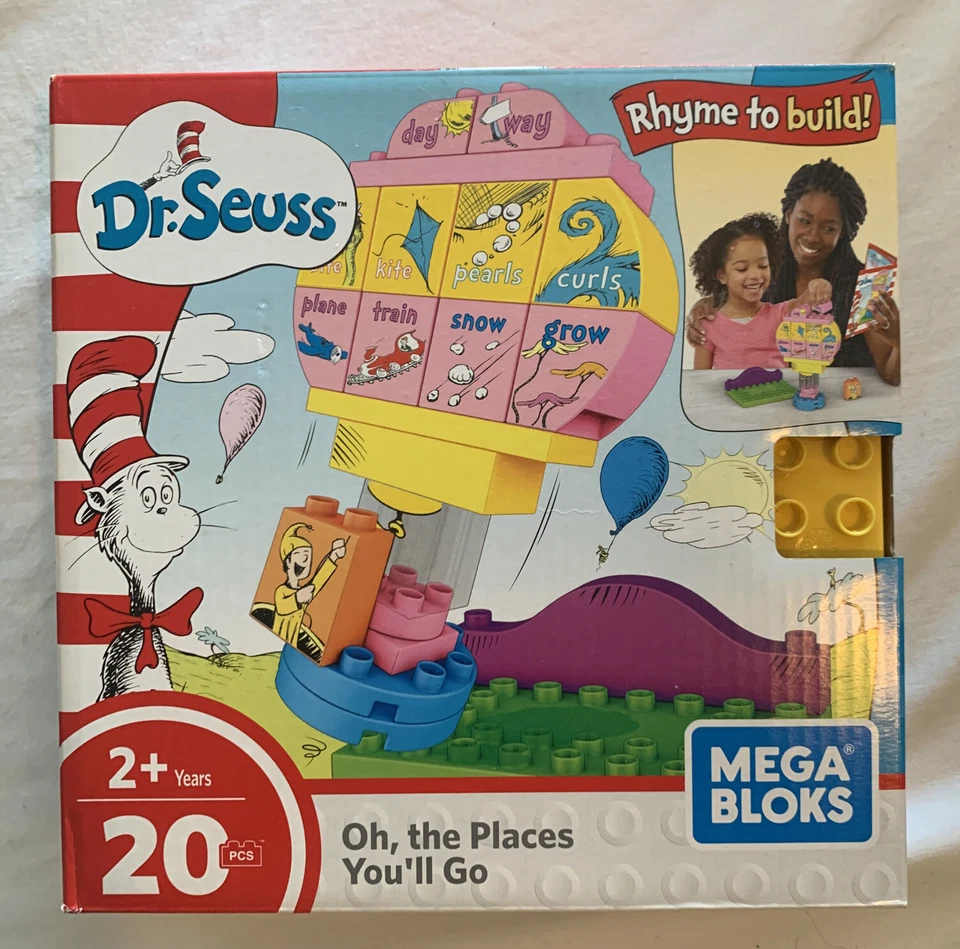 Rhyme to build!
Dr.Seuss™
day way
kite pearls curls
plane train snow grow
2+ Years
20 PCS
Oh, the Places
You'll Go
MEGA®
BLOKS